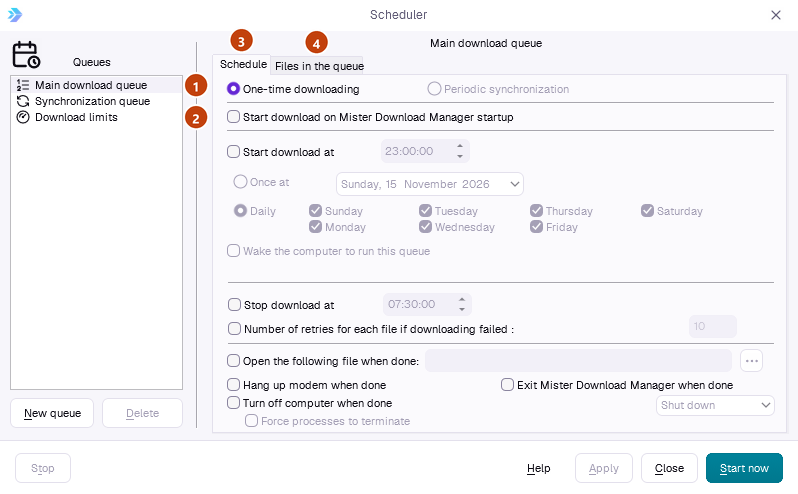 Scheduler
Queues
Main download queue
Synchronization queue
Download limits
1
2
3
4
Main download queue
Schedule
Files in the queue
One-time downloading
Periodic synchronization
Start download on Mister Download Manager startup
Start download at
23:00:00
Once at
Sunday, 15 November 2026
Daily
Sunday
Tuesday
Thursday
Saturday
Monday
Wednesday
Friday
Wake the computer to run this queue
Stop download at
07:30:00
Number of retries for each file if downloading failed :
10
Open the following file when done:
...
Hang up modem when done
Exit Mister Download Manager when done
Turn off computer when done
Shut down
Force processes to terminate
New queue
Delete
Stop
Help
Apply
Close
Start now